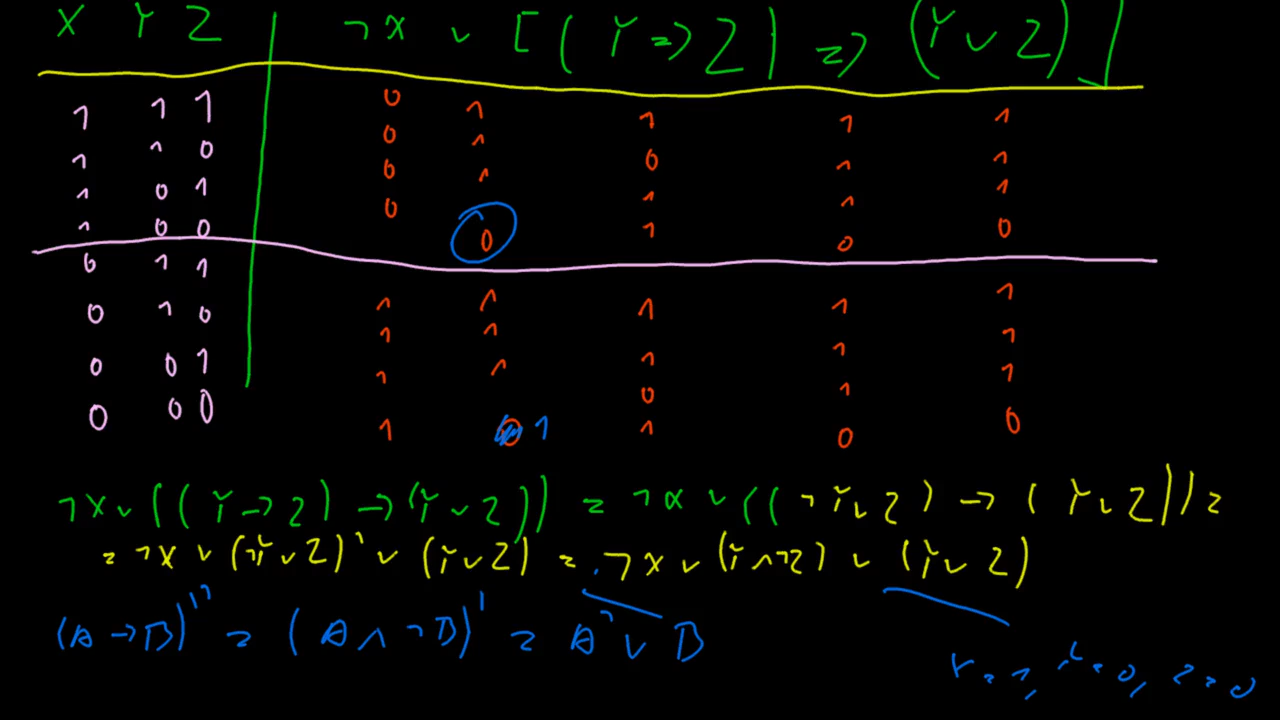 X Y Z ¬X ∨ [(Y ⇒ Z) ⇒ (Y ∨ Z)]
1 1 1 0 1 1 1 1
1 1 0 0 1 0 1 1
1 0 1 0 1 1 1 1
1 0 0 0 0 1 0 0
0 1 1 1 1 1 1 1
0 1 0 1 1 1 1 1
0 0 1 1 1 0 1 1
0 0 0 1 1 1 0 0
¬X ∨ ((Y → Z) → (Y ∨ Z)) = ¬X ∨ ((¬Y ∨ Z) → (Y ∨ Z)) =
= ¬X ∨ (¬Y ∨ Z)' ∨ (Y ∨ Z) = ¬X ∨ (Y ∧ ¬Z) ∨ (Y ∨ Z)
(A → B)'' = (A ∧ ¬B)' = A' ∨ B
X = 1, Y = 0, Z = 0